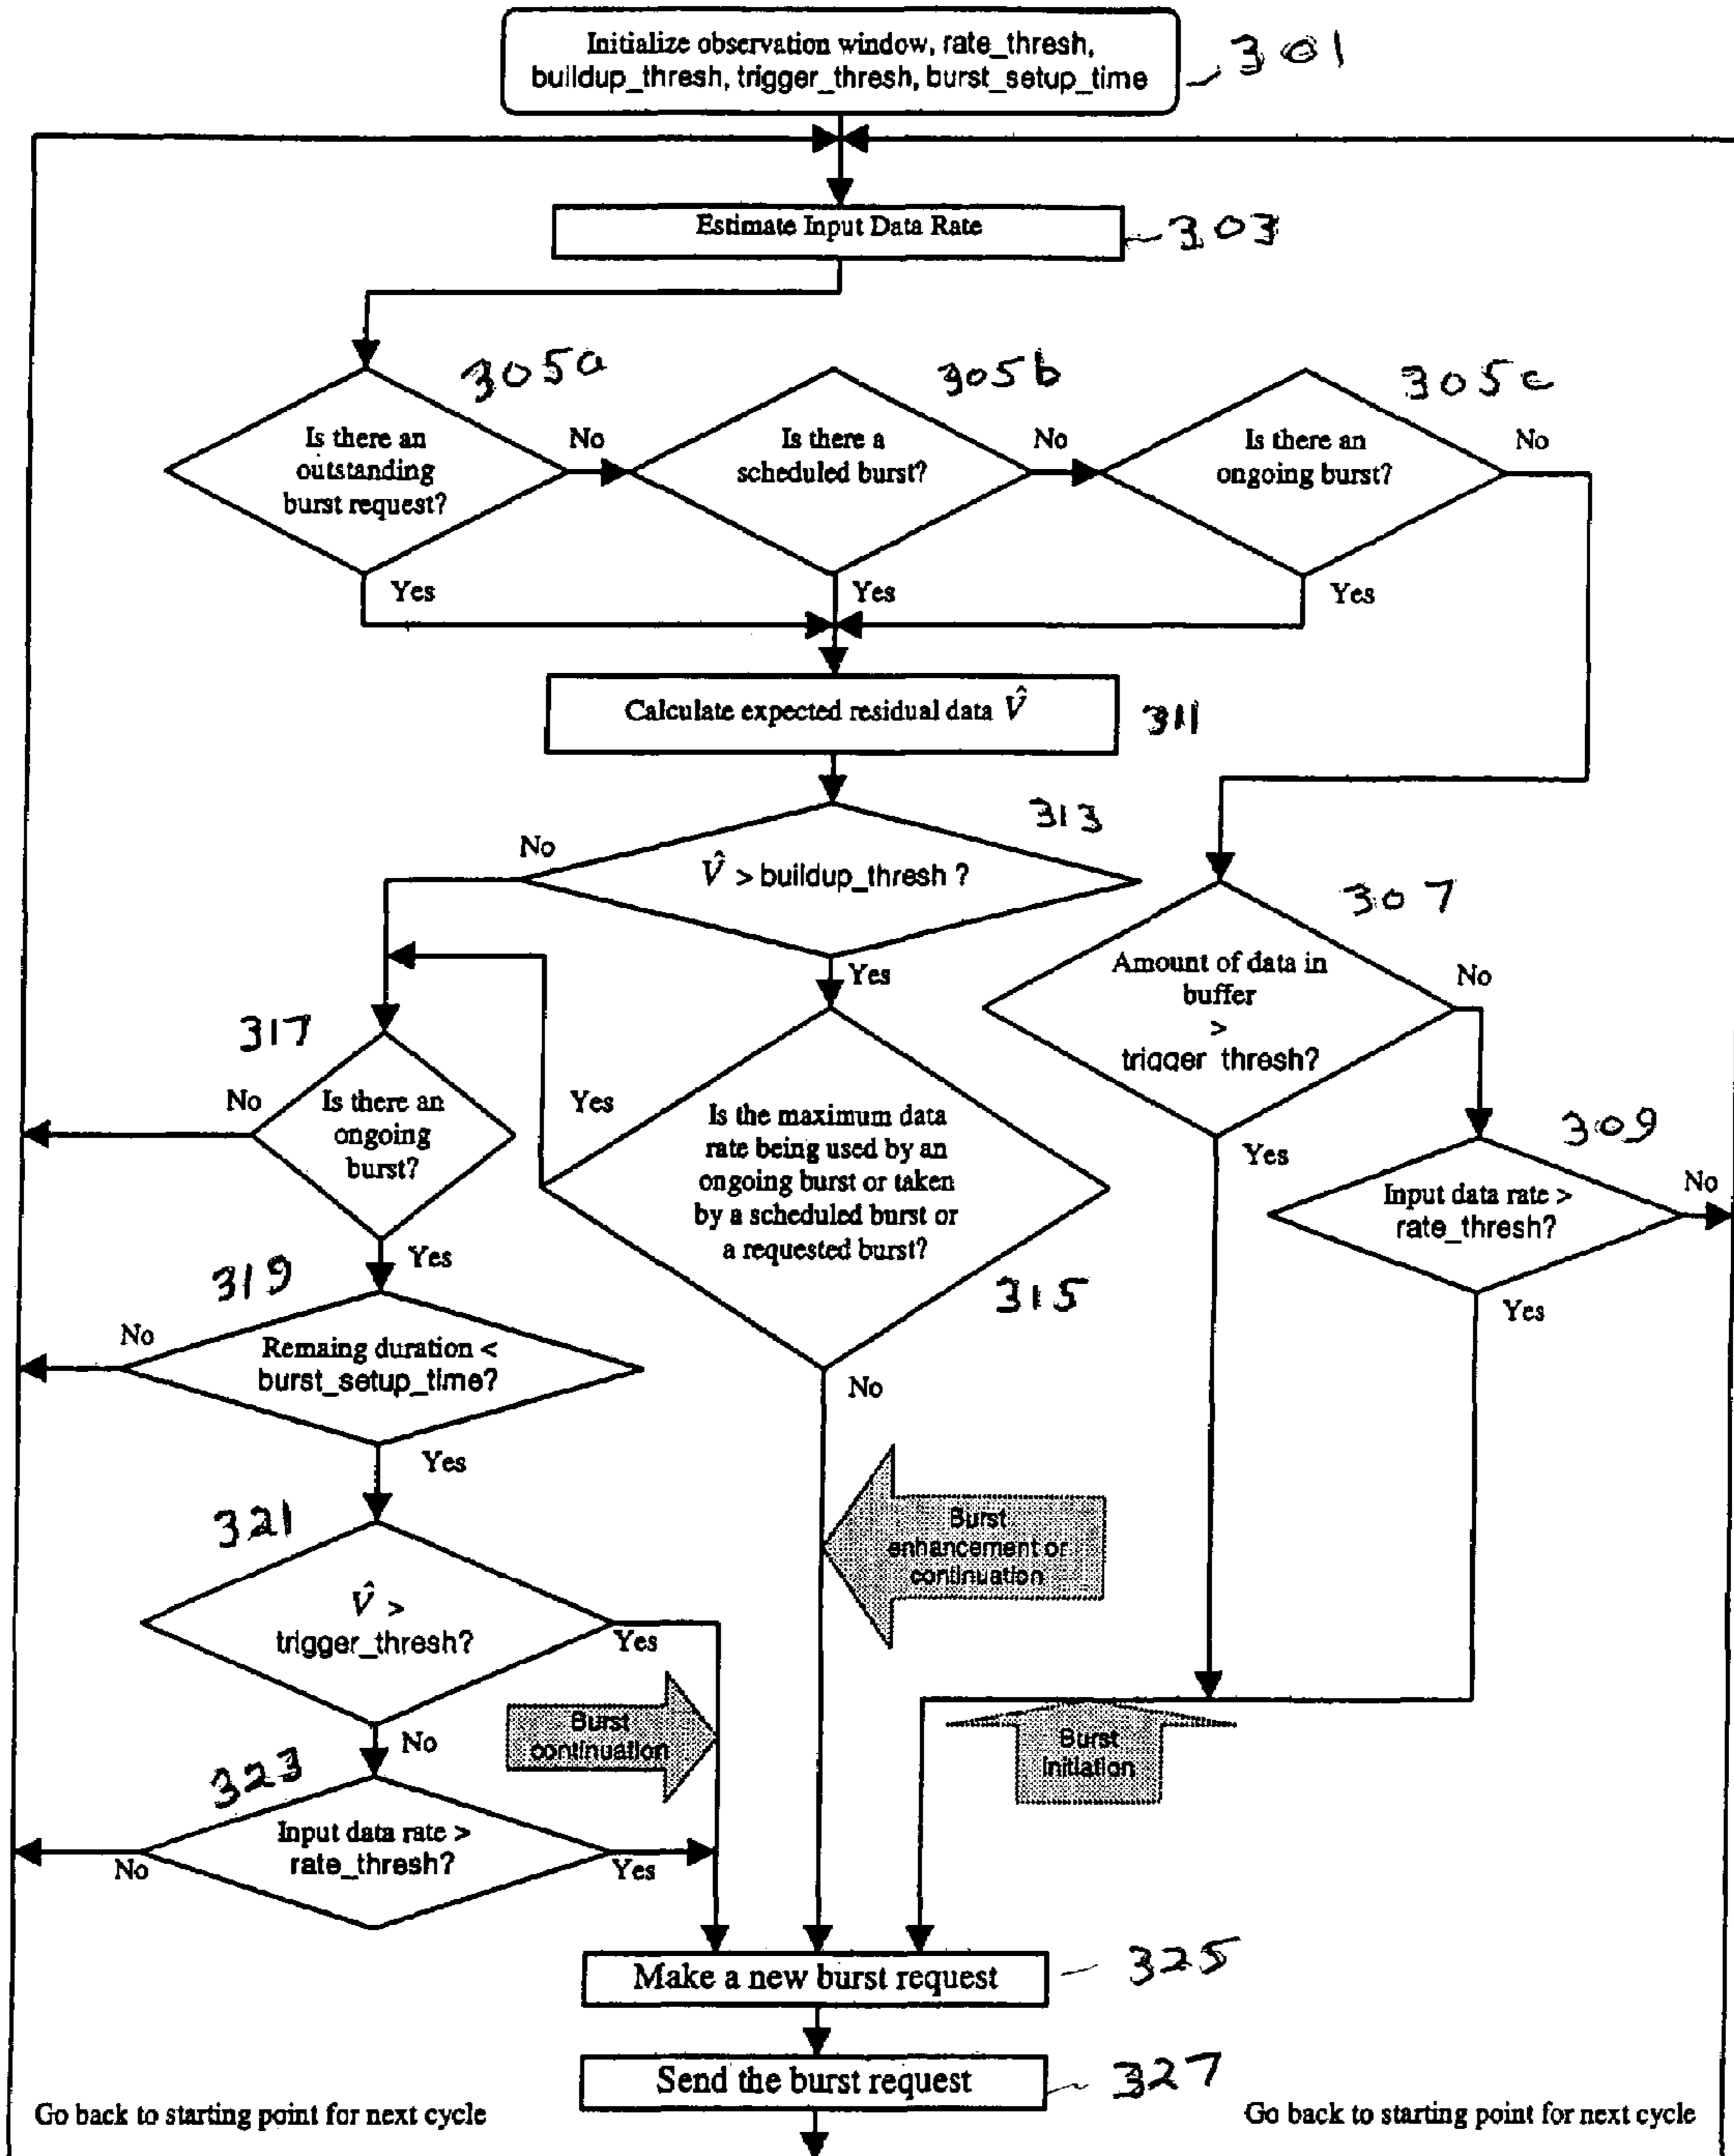 Initialize observation window, rate_thresh,
buildup_thresh, trigger_thresh, burst_setup_time
301
Estimate Input Data Rate
303
305a
305b
305c
Is there an
outstanding
burst request?
No
Is there a
scheduled burst?
No
Is there an
ongoing burst?
No
Yes
Yes
Yes
Calculate expected residual data V̂
311
313
No
V̂ > buildup_thresh ?
Yes
307
Amount of data in
buffer
>
trigger_thresh?
No
Yes
317
No
Is there an
ongoing
burst?
Yes
Yes
Is the maximum data
rate being used by an
ongoing burst or taken
by a scheduled burst or
a requested burst?
315
No
309
Input data rate >
rate_thresh?
No
Yes
319
No
Remaing duration <
burst_setup_time?
Yes
321
V̂ >
trigger_thresh?
Yes
No
Burst
enhancement or
continuation
Burst
continuation
Burst
initiation
323
Input data rate >
rate_thresh?
No
Yes
Make a new burst request
325
Send the burst request
327
Go back to starting point for next cycle
Go back to starting point for next cycle